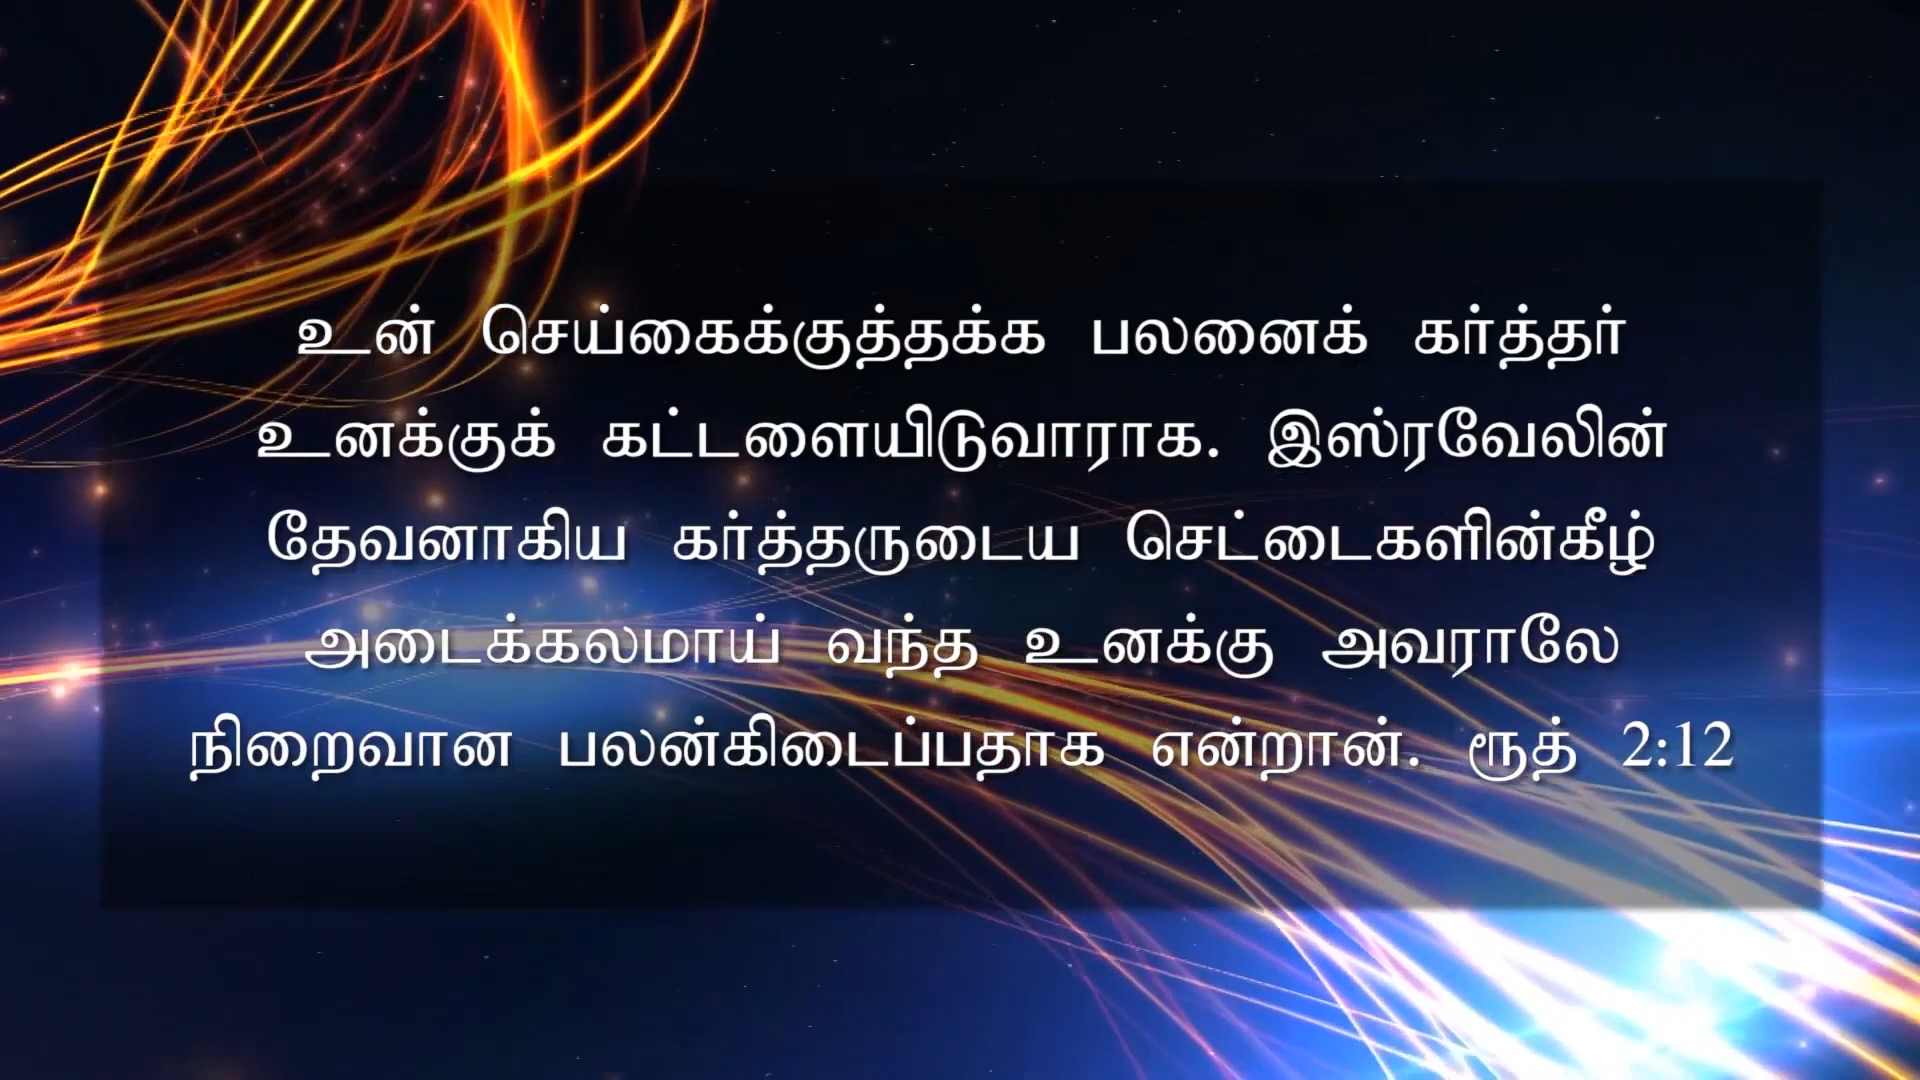 உன் செய்கைக்குத்தக்க பலனைக் கர்த்தர்
உனக்குக் கட்டளையிடுவாராக. இஸ்ரவேலின்
தேவனாகிய கர்த்தருடைய செட்டைகளின்கீழ்
அடைக்கலமாய் வந்த உனக்கு அவராலே
நிறைவான பலன்கிடைப்பதாக என்றான். ரூத் 2:12